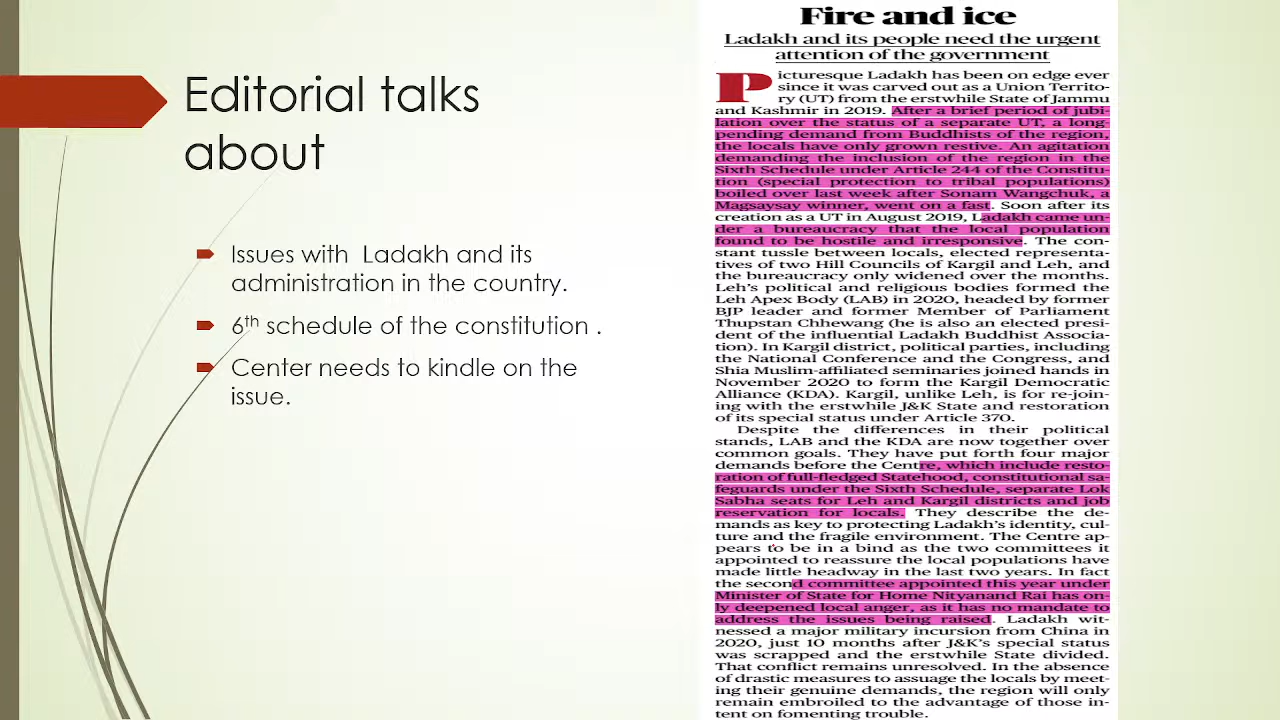 Editorial talks
about
Issues with Ladakh and its
administration in the country.
6th schedule of the constitution .
Center needs to kindle on the
issue.
Fire and ice
Ladakh and its people need the urgent
attention of the government
Picturesque Ladakh has been on edge ever
since it was carved out as a Union Territo-
ry (UT) from the erstwhile State of Jammu
and Kashmir in 2019. After a brief period of jubi-
lation over the status of a separate UT, a long-
pending demand from Buddhists of the region,
the locals have only grown restive. An agitation
demanding the inclusion of the region in the
Sixth Schedule under Article 244 of the Constitu-
tion (special protection to tribal populations)
boiled over last week after Sonam Wangchuk, a
Magsaysay winner, went on a fast. Soon after its
creation as a UT in August 2019, Ladakh came un-
der a bureaucracy that the local population
found to be hostile and irresponsive. The con-
stant tussle between locals, elected representa-
tives of two Hill Councils of Kargil and Leh, and
the bureaucracy only widened over the months.
Leh's political and religious bodies formed the
Leh Apex Body (LAB) in 2020, headed by former
BJP leader and former Member of Parliament
Thupstan Chhewang (he is also an elected presi-
dent of the influential Ladakh Buddhist Associa-
tion). In Kargil district, political parties, including
the National Conference and the Congress, and
Shia Muslim-affiliated seminaries joined hands in
November 2020 to form the Kargil Democratic
Alliance (KDA). Kargil, unlike Leh, is for re-join-
ing with the erstwhile J&K State and restoration
of its special status under Article 370.
Despite the differences in their political
stands, LAB and the KDA are now together over
common goals. They have put forth four major
demands before the Centre, which include resto-
ration of full-fledged Statehood, constitutional sa-
feguards under the Sixth Schedule, separate Lok
Sabha seats for Leh and Kargil districts and job
reservation for locals. They describe the de-
mands as key to protecting Ladakh's identity, cul-
ture and the fragile environment. The Centre ap-
pears to be in a bind as the two committees it
appointed to reassure the local populations have
made little headway in the last two years. In fact
the second committee appointed this year under
Minister of State for Home Nityanand Rai has on-
ly deepened local anger, as it has no mandate to
address the issues being raised. Ladakh wit-
nessed a major military incursion from China in
2020, just 10 months after J&K's special status
was scrapped and the erstwhile State divided.
That conflict remains unresolved. In the absence
of drastic measures to assuage the locals by meet-
ing their genuine demands, the region will only
remain embroiled to the advantage of those in-
tent on fomenting trouble.